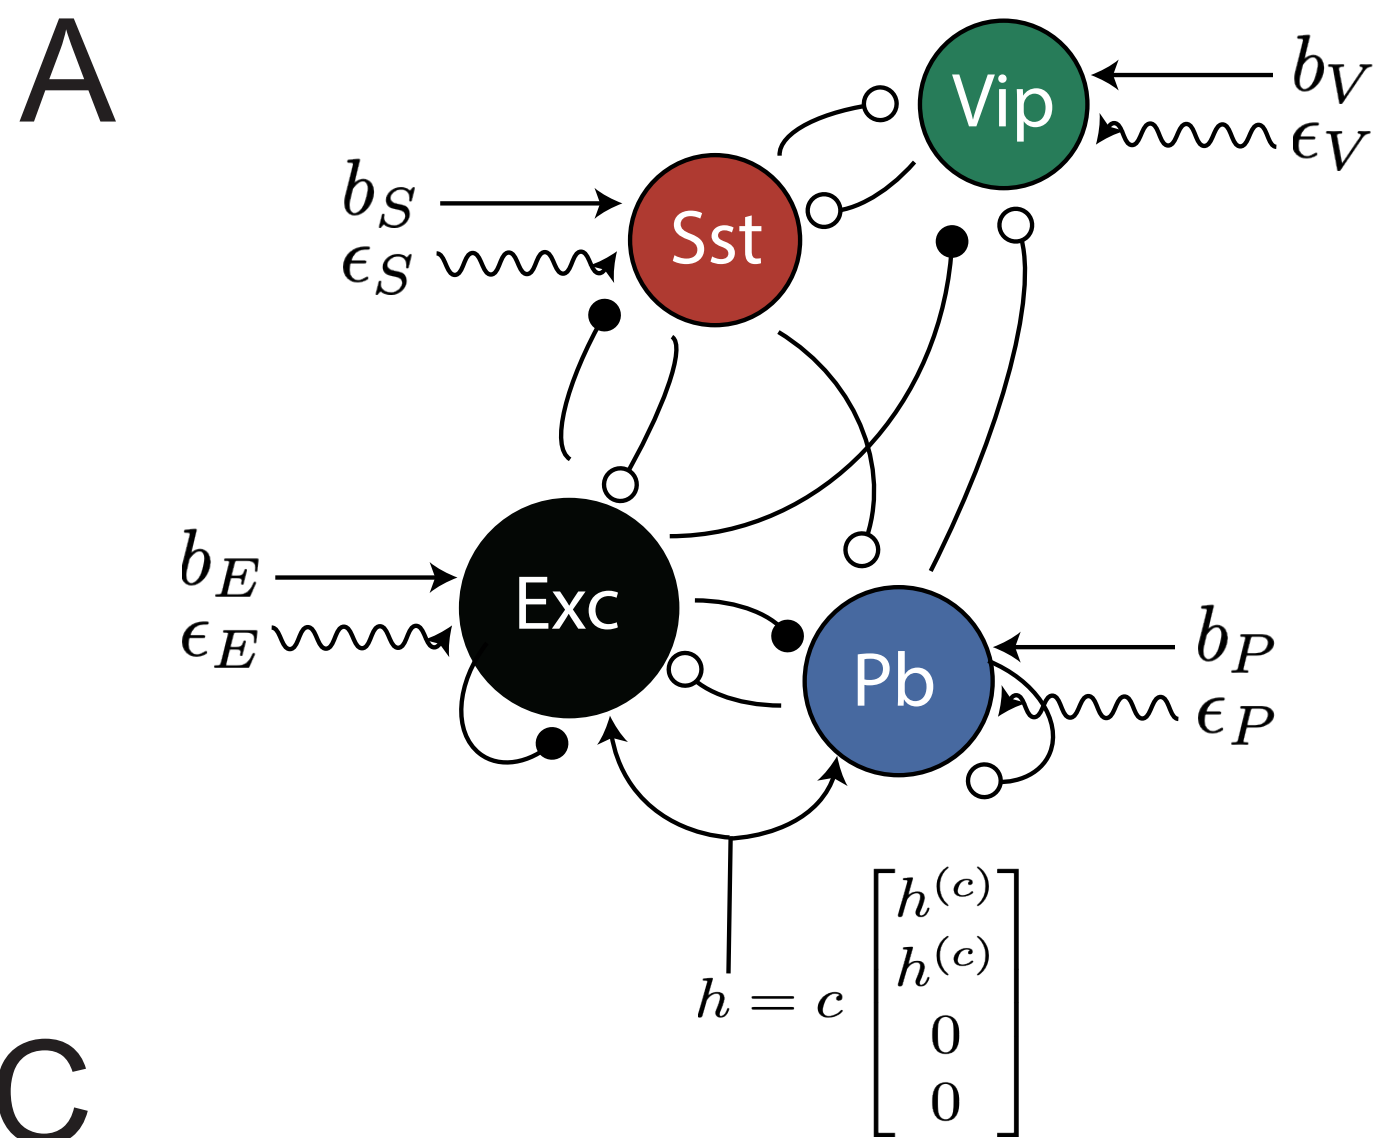 A
Vip
b_V
ϵ_V
b_S
Sst
ϵ_S
b_E
Exc
ϵ_E
Pb
b_P
ϵ_P
h = c [h^(c)
h^(c)
0
0]
C